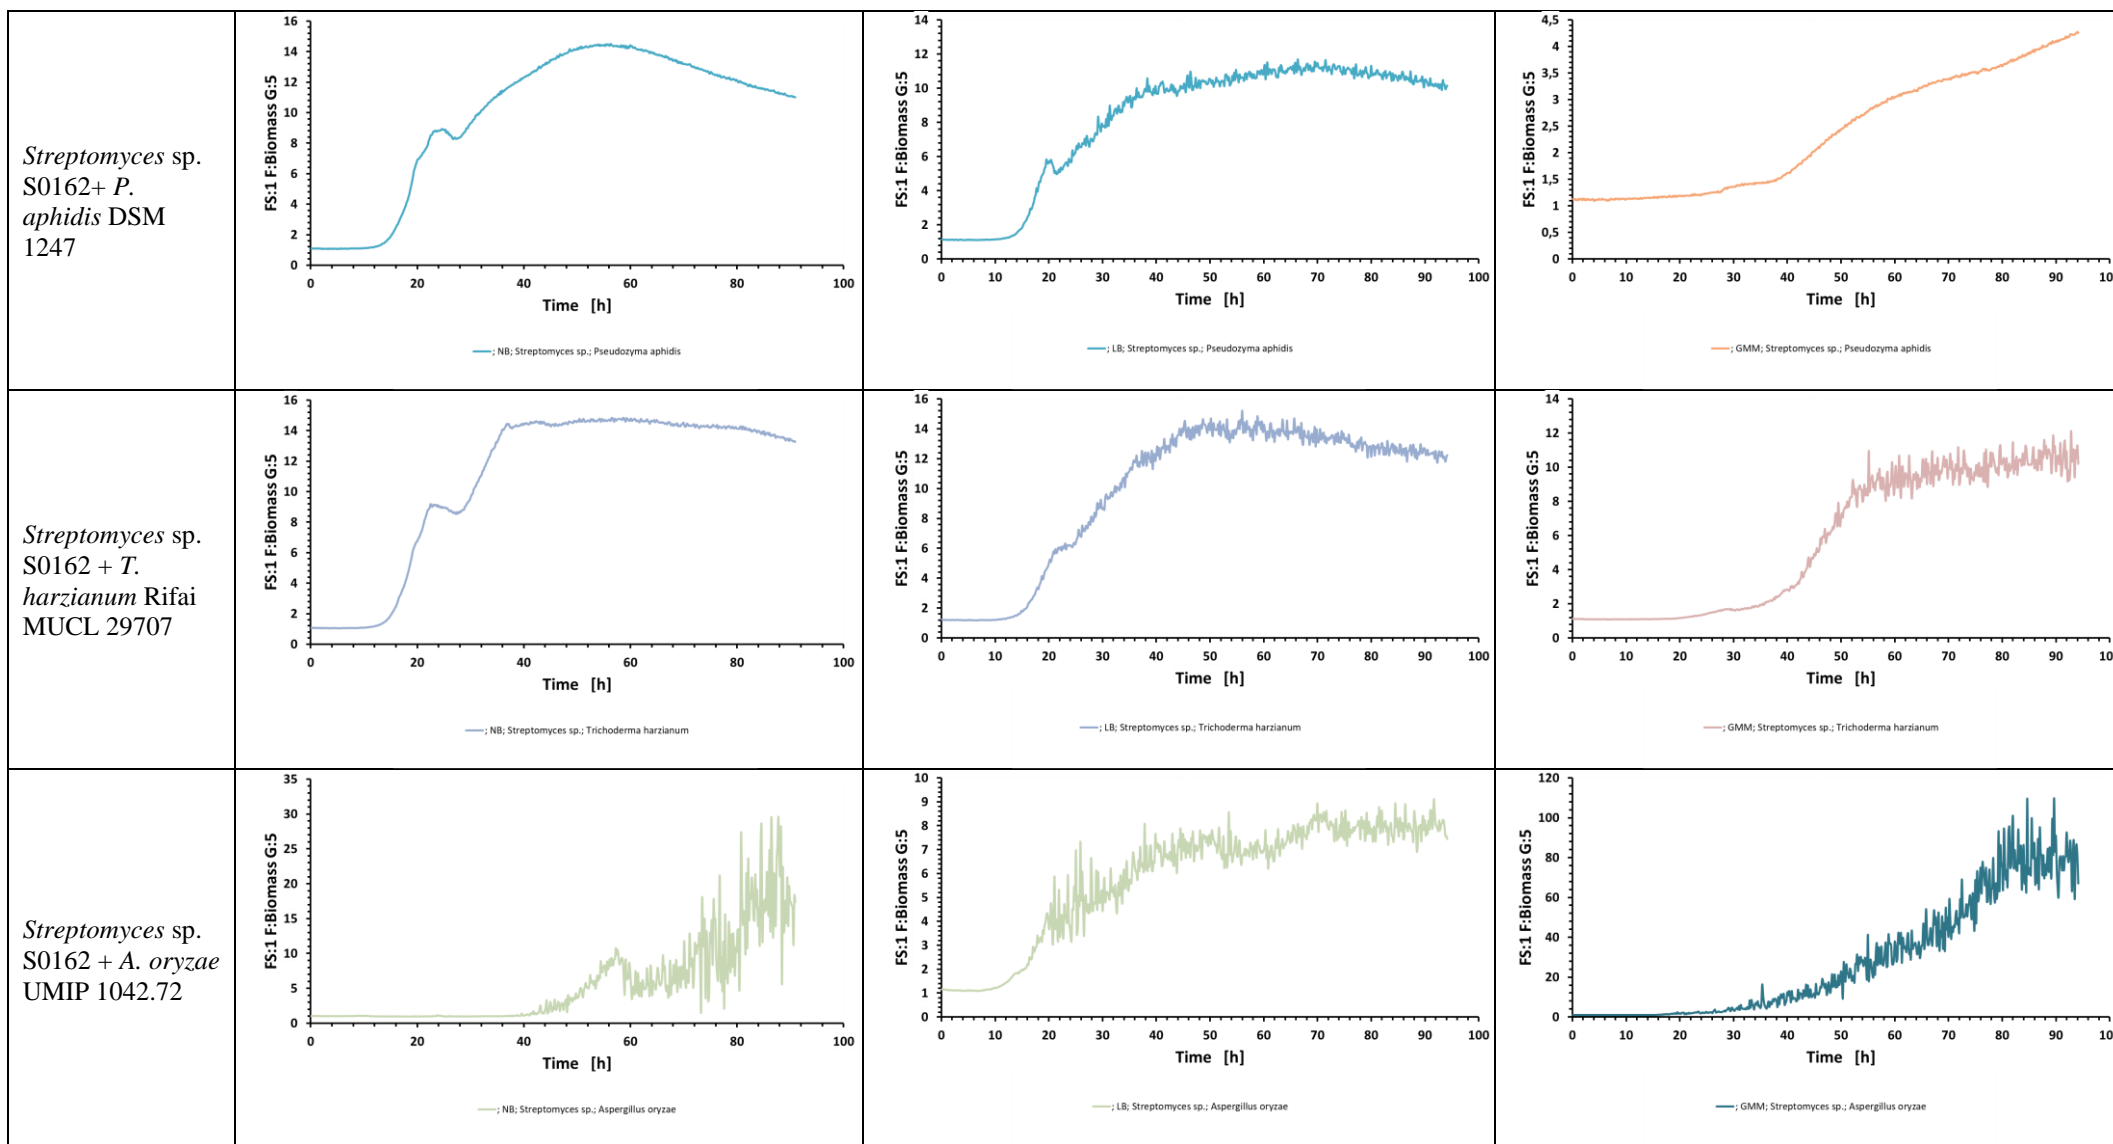 Streptomyces sp.
S0162+ P.
aphidis DSM
1247
FS:1 F:Biomass G:5
16
14
12
10
8
6
4
2
0
0 20 40 60 80 100
Time [h]
; NB; Streptomyces sp.; Pseudozyma aphidis
FS:1 F:Biomass G:5
14
12
10
8
6
4
2
0
0 10 20 30 40 50 60 70 80 90 100
Time [h]
; LB; Streptomyces sp.; Pseudozyma aphidis
FS:1 F:Biomass G:5
4,5
4
3,5
3
2,5
2
1,5
1
0,5
0
0 10 20 30 40 50 60 70 80 90 10
Time [h]
; GMM; Streptomyces sp.; Pseudozyma aphidis
Streptomyces sp.
S0162 + T.
harzianum Rifai
MUCL 29707
FS:1 F:Biomass G:5
16
14
12
10
8
6
4
2
0
0 20 40 60 80 100
Time [h]
; NB; Streptomyces sp.; Trichoderma harzianum
FS:1 F:Biomass G:5
16
14
12
10
8
6
4
2
0
0 10 20 30 40 50 60 70 80 90 100
Time [h]
; LB; Streptomyces sp.; Trichoderma harzianum
FS:1 F:Biomass G:5
14
12
10
8
6
4
2
0
0 10 20 30 40 50 60 70 80 90 10
Time [h]
; GMM; Streptomyces sp.; Trichoderma harzianum
Streptomyces sp.
S0162 + A. oryzae
UMIP 1042.72
FS:1 F:Biomass G:5
35
30
25
20
15
10
5
0
0 20 40 60 80 100
Time [h]
; NB; Streptomyces sp.; Aspergillus oryzae
FS:1 F:Biomass G:5
10
9
8
7
6
5
4
3
2
1
0
0 10 20 30 40 50 60 70 80 90 100
Time [h]
; LB; Streptomyces sp.; Aspergillus oryzae
FS:1 F:Biomass G:5
120
100
80
60
40
20
0
0 10 20 30 40 50 60 70 80 90 10
Time [h]
; GMM; Streptomyces sp.; Aspergillus oryzae